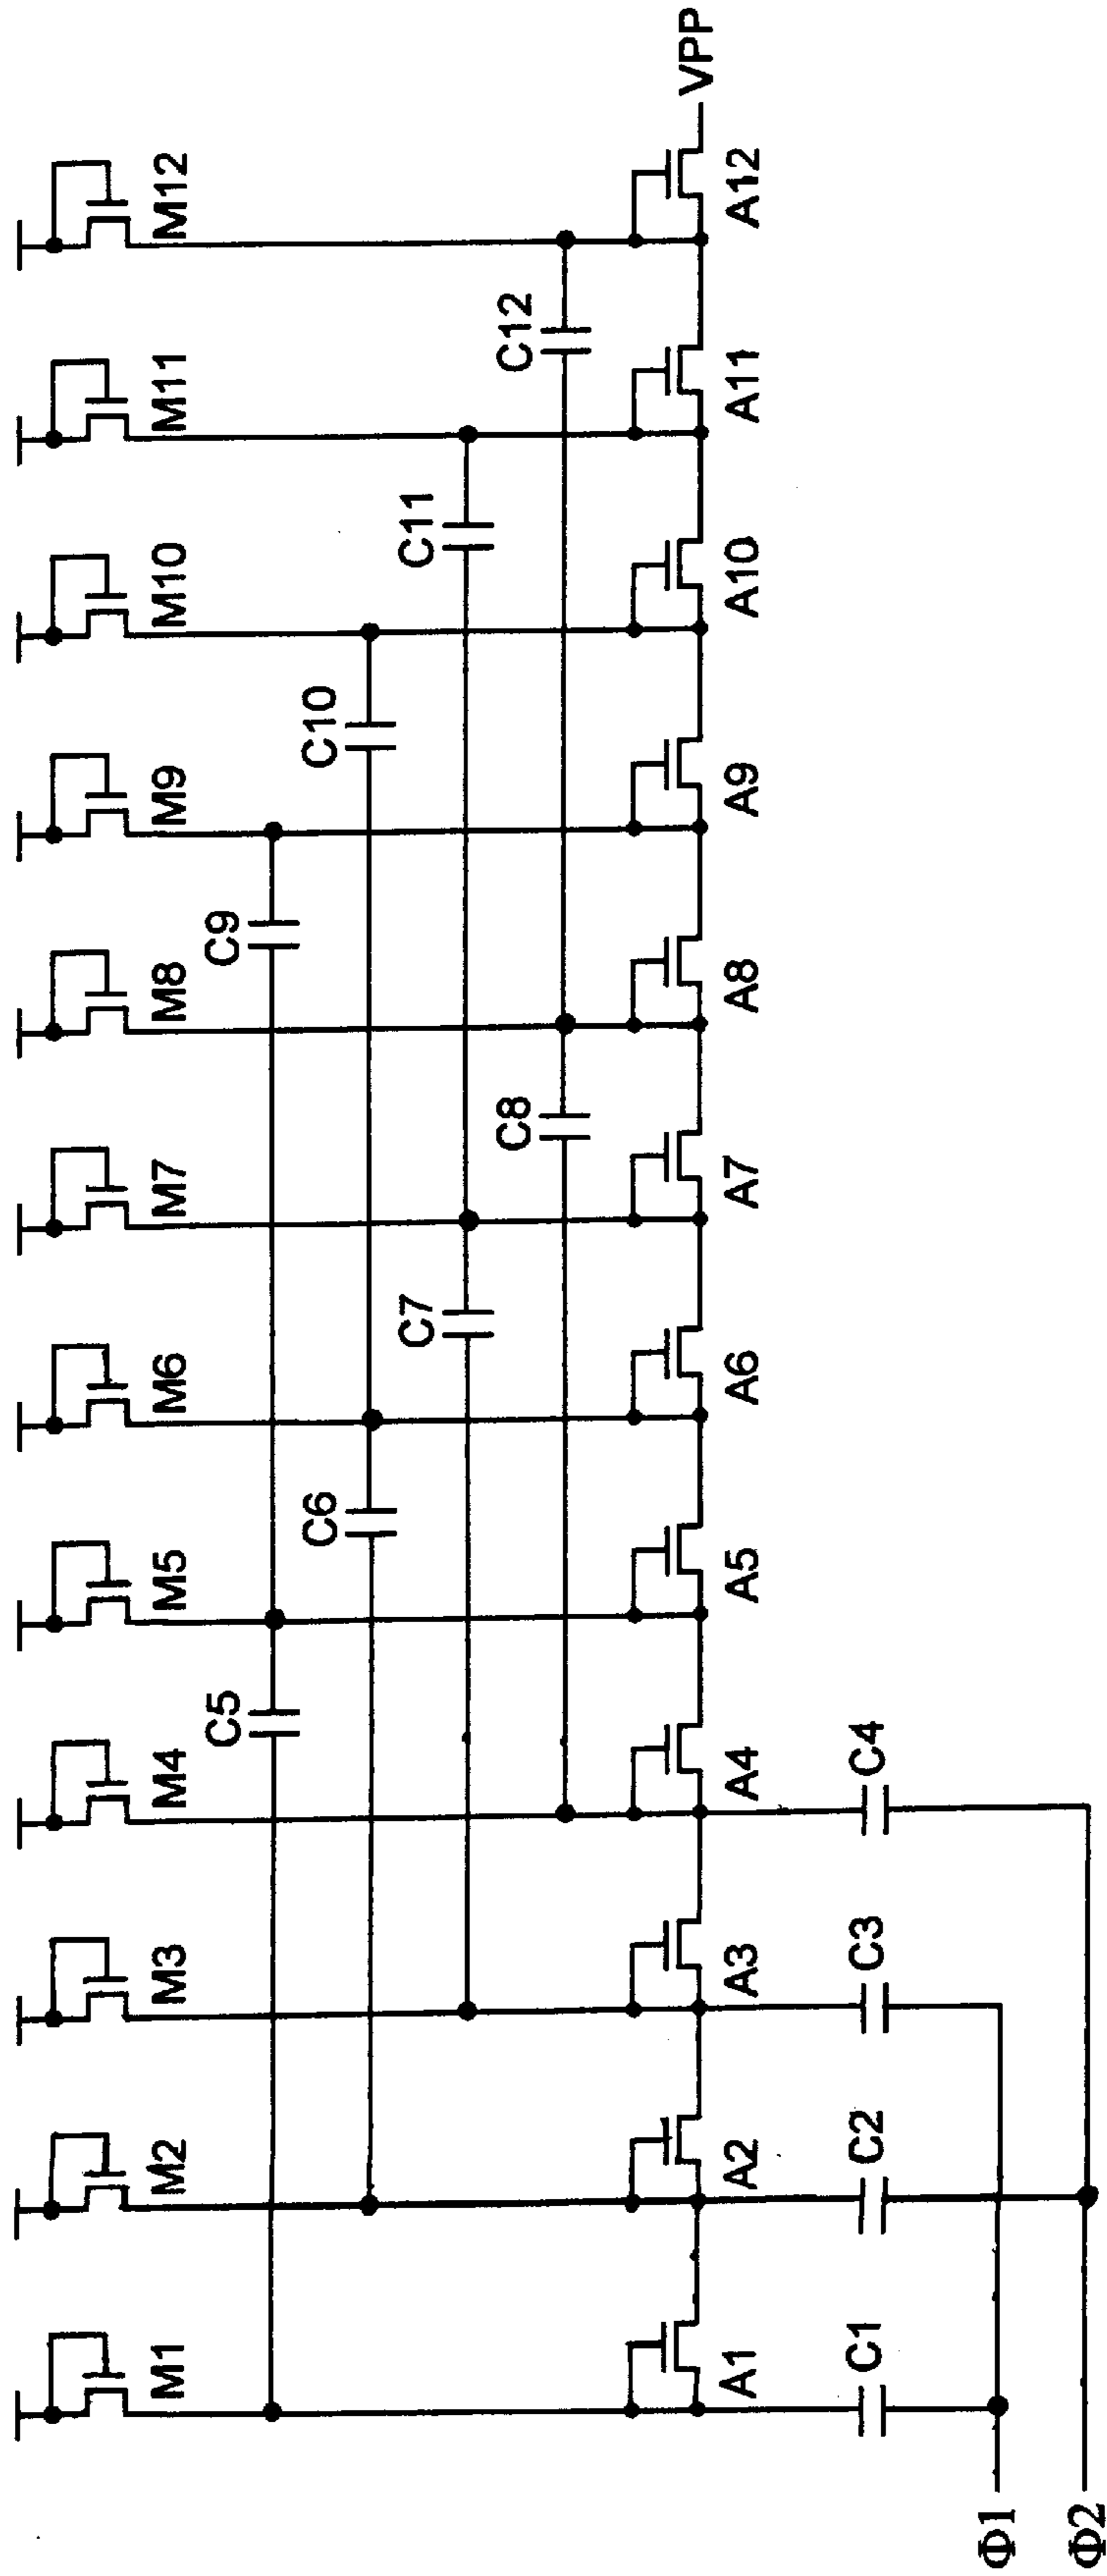 M1 M2 M3 M4 M5 M6 M7 M8 M9 M10 M11 M12
C5 C9
C6 C10
C7 C11
C8 C12
VPP
A1 A2 A3 A4 A5 A6 A7 A8 A9 A10 A11 A12
C1 C2 C3 C4
Φ1
Φ2